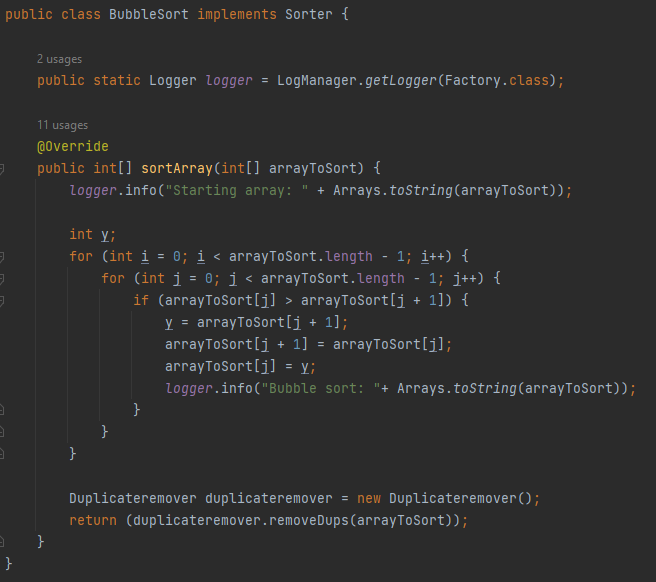 public class BubbleSort implements Sorter {
2 usages
public static Logger logger = LogManager.getLogger(Factory.class);
11 usages
@Override
public int[] sortArray(int[] arrayToSort) {
logger.info("Starting array: " + Arrays.toString(arrayToSort));
int y;
for (int i = 0; i < arrayToSort.length - 1; i++) {
for (int j = 0; j < arrayToSort.length - 1; j++) {
if (arrayToSort[j] > arrayToSort[j + 1]) {
y = arrayToSort[j + 1];
arrayToSort[j + 1] = arrayToSort[j];
arrayToSort[j] = y;
logger.info("Bubble sort: "+ Arrays.toString(arrayToSort));
}
}
}
Duplicateremover duplicateremover = new Duplicateremover();
return (duplicateremover.removeDups(arrayToSort));
}
}